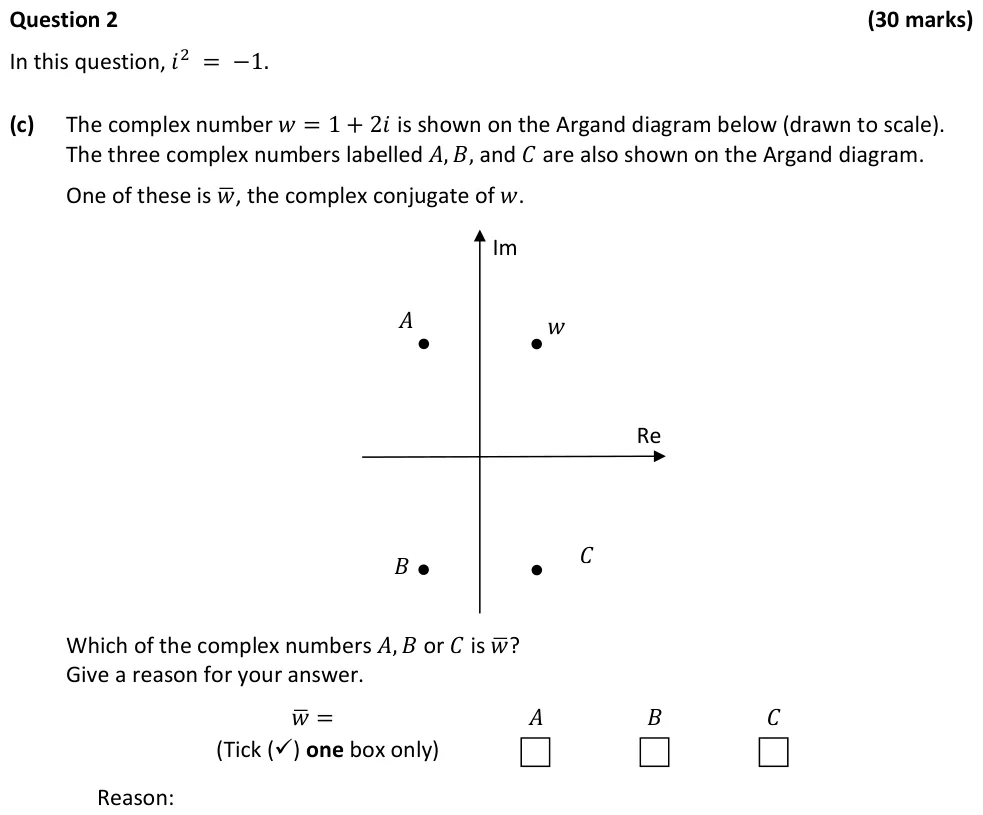 Question 2 (30 marks)
In this question, i² = −1.
(c) The complex number w = 1 + 2i is shown on the Argand diagram below (drawn to scale).
The three complex numbers labelled A, B, and C are also shown on the Argand diagram.
One of these is w̅, the complex conjugate of w.
Im
A
w
Re
B
C
Which of the complex numbers A, B or C is w̅?
Give a reason for your answer.
w̅ = A B C
(Tick (✓) one box only)
Reason: